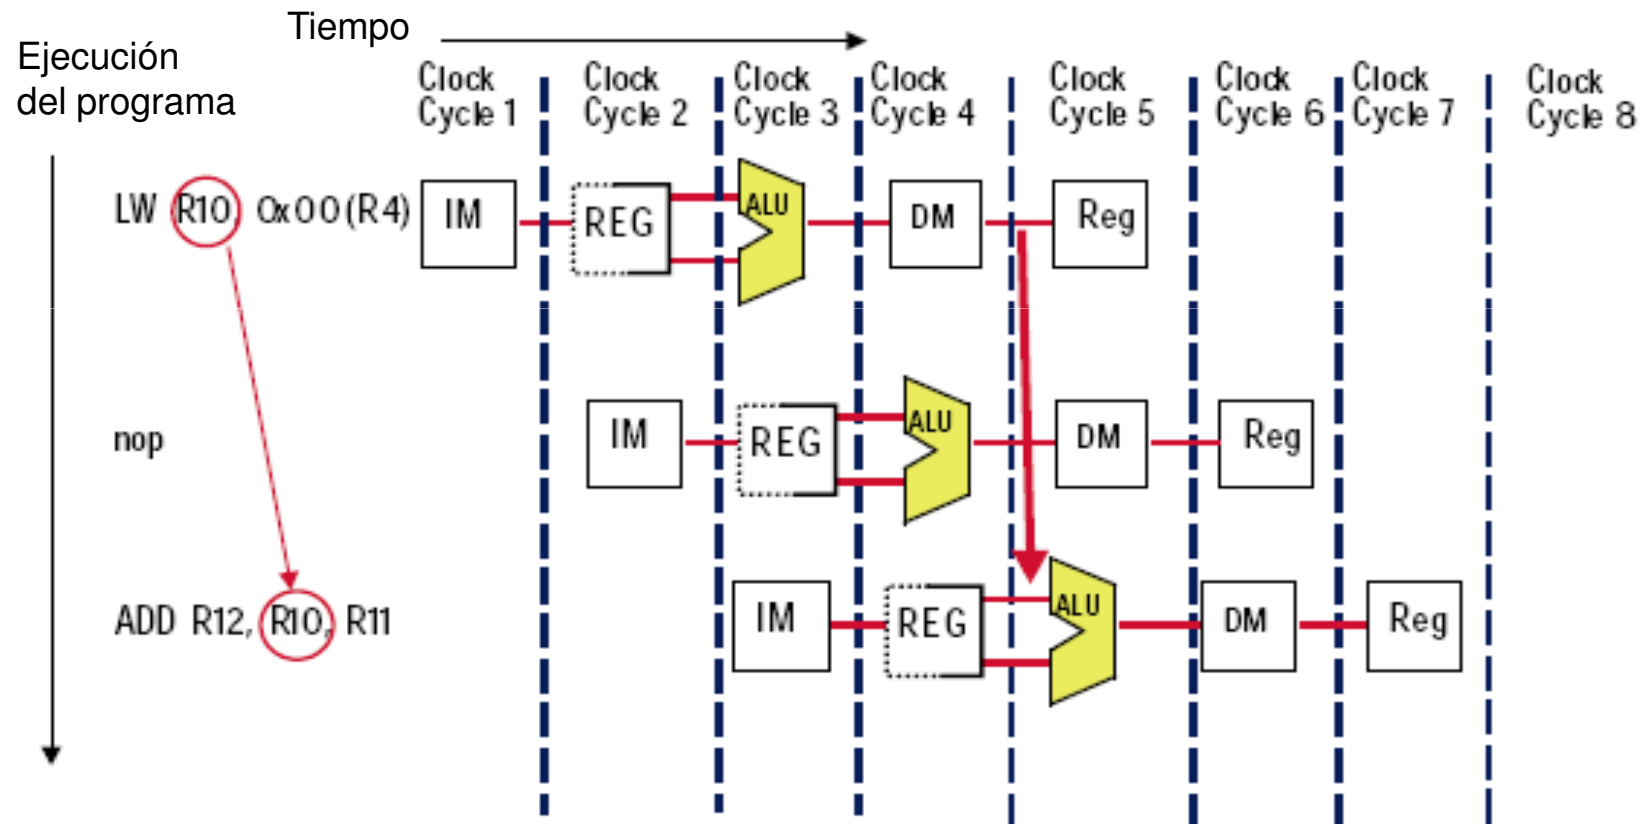 Tiempo
Ejecución
del programa
Clock
Cycle 1
Clock
Cycle 2
Clock
Cycle 3
Clock
Cycle 4
Clock
Cycle 5
Clock
Cycle 6
Clock
Cycle 7
Clock
Cycle 8
LW R10, 0x00(R4)
IM
REG
ALU
DM
Reg
nop
IM
REG
ALU
DM
Reg
ADD R12, R10, R11
IM
REG
ALU
DM
Reg